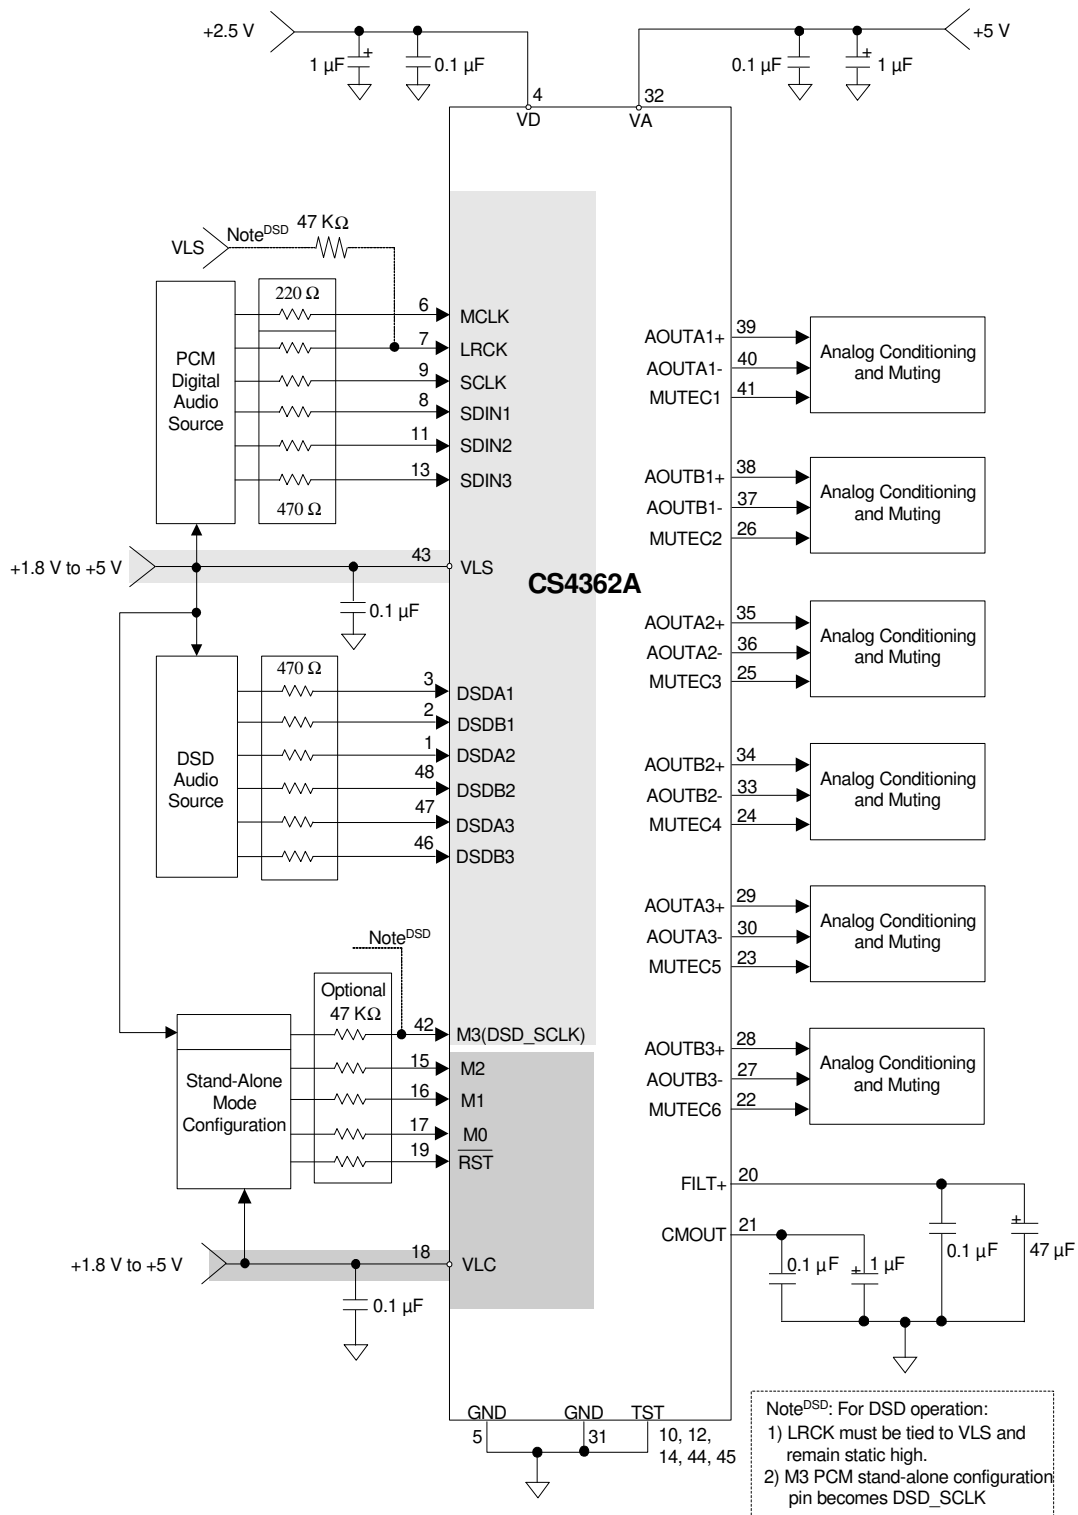 +2.5 V
+5 V
1 µF
+
0.1 µF
0.1 µF
+
1 µF
4
32
VD
VA
VLS
Note^DSD
47 KΩ
PCM
Digital
Audio
Source
220 Ω
470 Ω
6
MCLK
7
LRCK
9
SCLK
8
SDIN1
11
SDIN2
13
SDIN3
+1.8 V to +5 V
43
VLS
0.1 µF
CS4362A
DSD
Audio
Source
470 Ω
3
DSDA1
2
DSDB1
1
DSDA2
48
DSDB2
47
DSDA3
46
DSDB3
Note^DSD
Optional
47 KΩ
Stand-Alone
Mode
Configuration
42
M3(DSD_SCLK)
15
M2
16
M1
17
M0
19
RST
+1.8 V to +5 V
18
VLC
0.1 µF
AOUTA1+
39
AOUTA1-
40
MUTEC1
41
Analog Conditioning
and Muting
AOUTB1+
38
AOUTB1-
37
MUTEC2
26
Analog Conditioning
and Muting
AOUTA2+
35
AOUTA2-
36
MUTEC3
25
Analog Conditioning
and Muting
AOUTB2+
34
AOUTB2-
33
MUTEC4
24
Analog Conditioning
and Muting
AOUTA3+
29
AOUTA3-
30
MUTEC5
23
Analog Conditioning
and Muting
AOUTB3+
28
AOUTB3-
27
MUTEC6
22
Analog Conditioning
and Muting
FILT+
20
CMOUT
21
0.1 µF
+
1 µF
0.1 µF
+
47 µF
GND
GND
TST
5
31
10, 12,
14, 44, 45
Note^DSD: For DSD operation:
1) LRCK must be tied to VLS and
remain static high.
2) M3 PCM stand-alone configuration
pin becomes DSD_SCLK